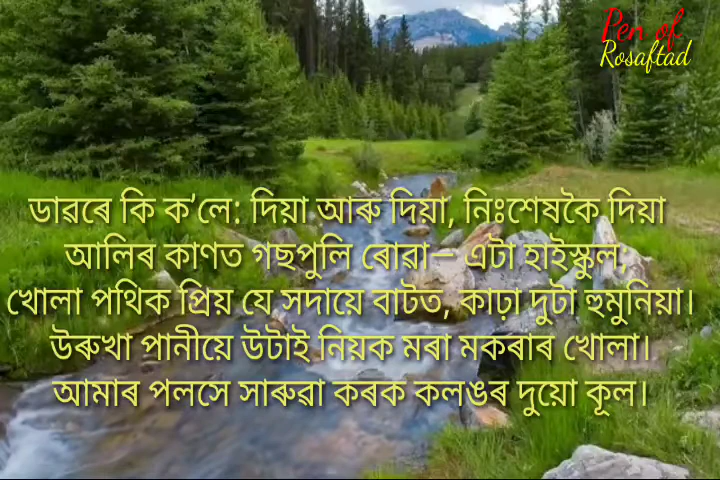 Pen of
Rosaftad
ডাৱৰে কি ক'লে: দিয়া আৰু দিয়া, নিঃশেষকৈ দিয়া
আলিৰ কাণত গছপুলি ৰোৱা— এটা হাইস্কুল;
খোলা পথিক প্ৰিয় যে সদায়ে বাটত, কাঢ়া দুটা হুমুনিয়া।
উৰুখা পানীয়ে উটাই নিয়ক মৰা মকৰাৰ খোলা।
আমাৰ পলসে সাৰুৱা কৰক কলঙৰ দুয়ো কূল।